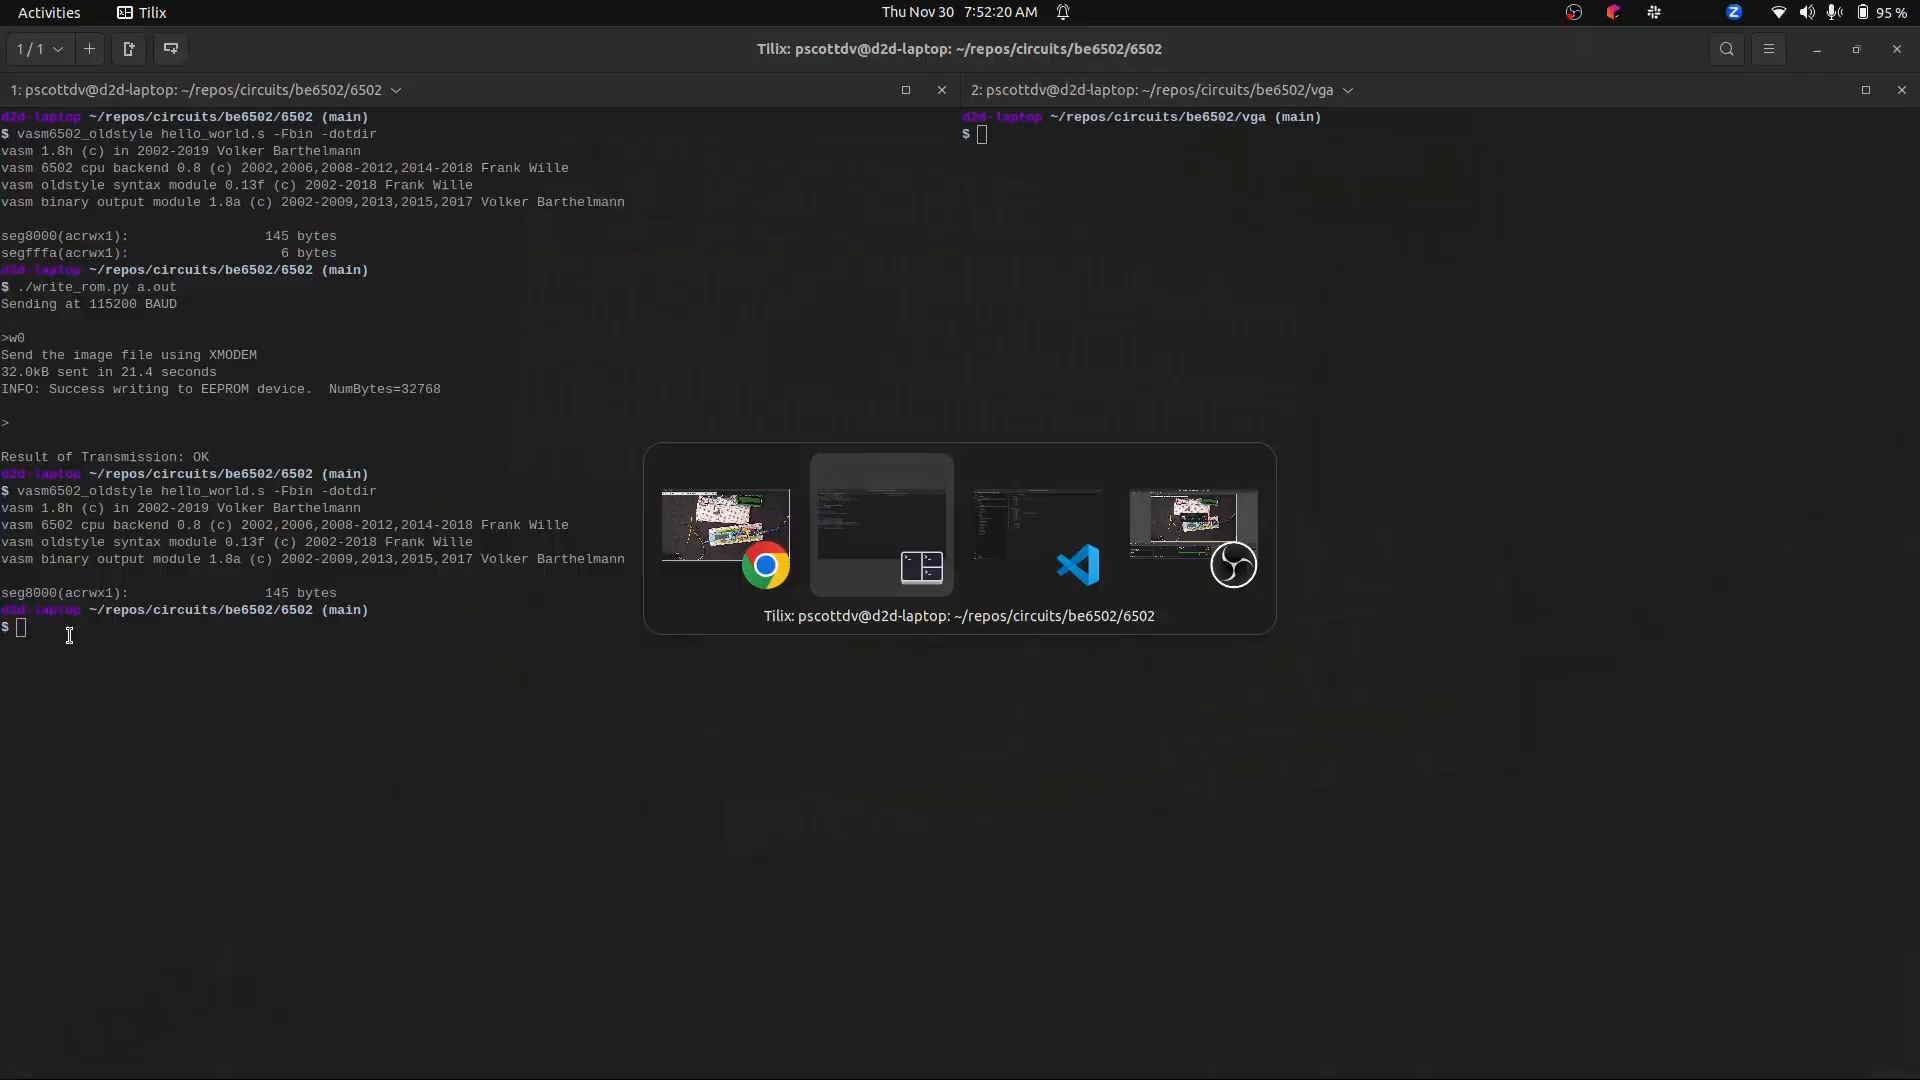 Activities
Tilix
Thu Nov 30 7:52:20 AM
95 %
1 / 1
Tilix: pscottdv@d2d-laptop: ~/repos/circuits/be6502/6502
1: pscottdv@d2d-laptop: ~/repos/circuits/be6502/6502
2: pscottdv@d2d-laptop: ~/repos/circuits/be6502/vga
d2d-laptop ~/repos/circuits/be6502/6502 (main)
$ vasm6502_oldstyle hello_world.s -Fbin -dotdir
vasm 1.8h (c) in 2002-2019 Volker Barthelmann
vasm 6502 cpu backend 0.8 (c) 2002,2006,2008-2012,2014-2018 Frank Wille
vasm oldstyle syntax module 0.13f (c) 2002-2018 Frank Wille
vasm binary output module 1.8a (c) 2002-2009,2013,2015,2017 Volker Barthelmann
seg8000(acrwx1): 145 bytes
segfffa(acrwx1): 6 bytes
d2d-laptop ~/repos/circuits/be6502/6502 (main)
$ ./write_rom.py a.out
Sending at 115200 BAUD
>w0
Send the image file using XMODEM
32.0kB sent in 21.4 seconds
INFO: Success writing to EEPROM device. NumBytes=32768
>
Result of Transmission: OK
d2d-laptop ~/repos/circuits/be6502/6502 (main)
$ vasm6502_oldstyle hello_world.s -Fbin -dotdir
vasm 1.8h (c) in 2002-2019 Volker Barthelmann
vasm 6502 cpu backend 0.8 (c) 2002,2006,2008-2012,2014-2018 Frank Wille
vasm oldstyle syntax module 0.13f (c) 2002-2018 Frank Wille
vasm binary output module 1.8a (c) 2002-2009,2013,2015,2017 Volker Barthelmann
seg8000(acrwx1): 145 bytes
d2d-laptop ~/repos/circuits/be6502/6502 (main)
$
d2d-laptop ~/repos/circuits/be6502/vga (main)
$
Tilix: pscottdv@d2d-laptop: ~/repos/circuits/be6502/6502